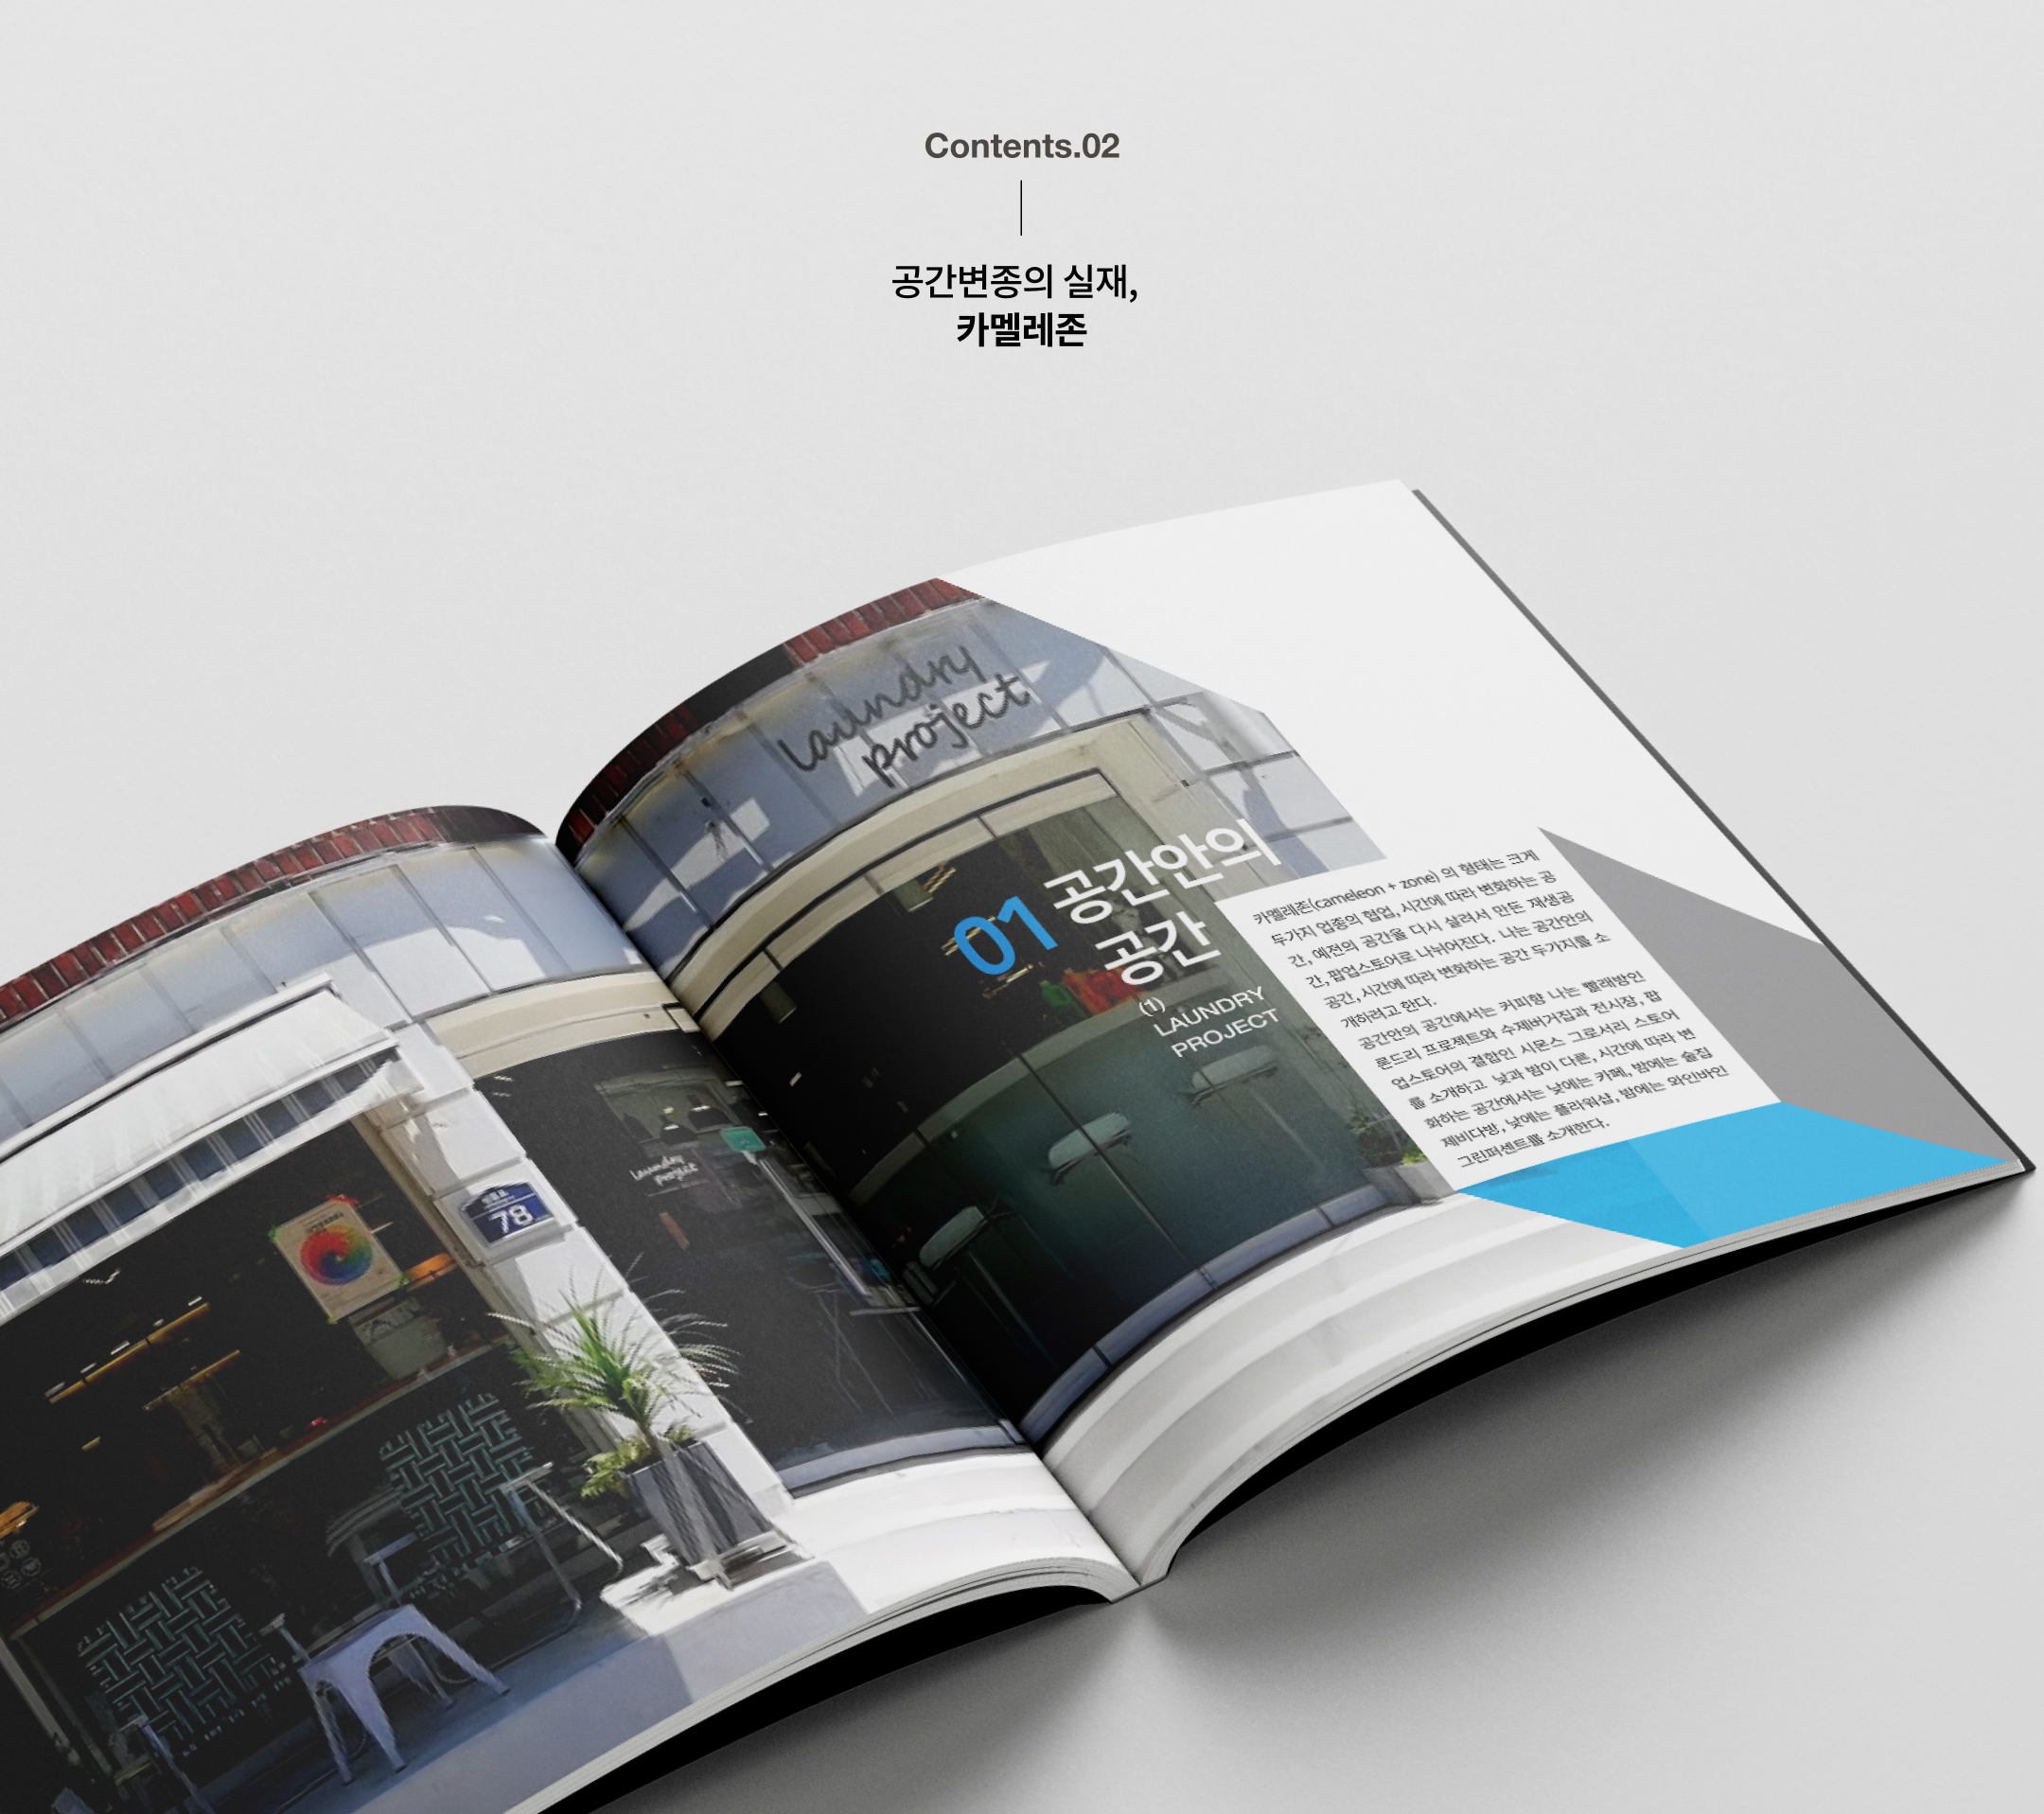 Contents.02
공간변종의 실재,
카멜레존
laundry
project
01 공간안의
공간
(1)
LAUNDRY
PROJECT
카멜레존(cameleon + zone) 의 형태는 크게
두가지 업종의 협업, 시간에 따라 변화하는 공
간, 예전의 공간을 다시 살려서 만든 재생공
간, 팝업스토어로 나뉘어진다. 나는 공간안의
공간, 시간에 따라 변화하는 공간 두가지를 소
개하려고 한다.
공간안의 공간에서는 커피향 나는 빨래방인
론드리 프로젝트와 수제버거집과 전시장, 팝
업스토어의 결합인 시몬스 그로서리 스토어
를 소개하고 낮과 밤이 다른, 시간에 따라 변
화하는 공간에서는 낮에는 카페, 밤에는 술집
제비다방, 낮에는 플라워샵, 밤에는 와인바인
그린퍼센트를 소개한다.
laundry
project
78